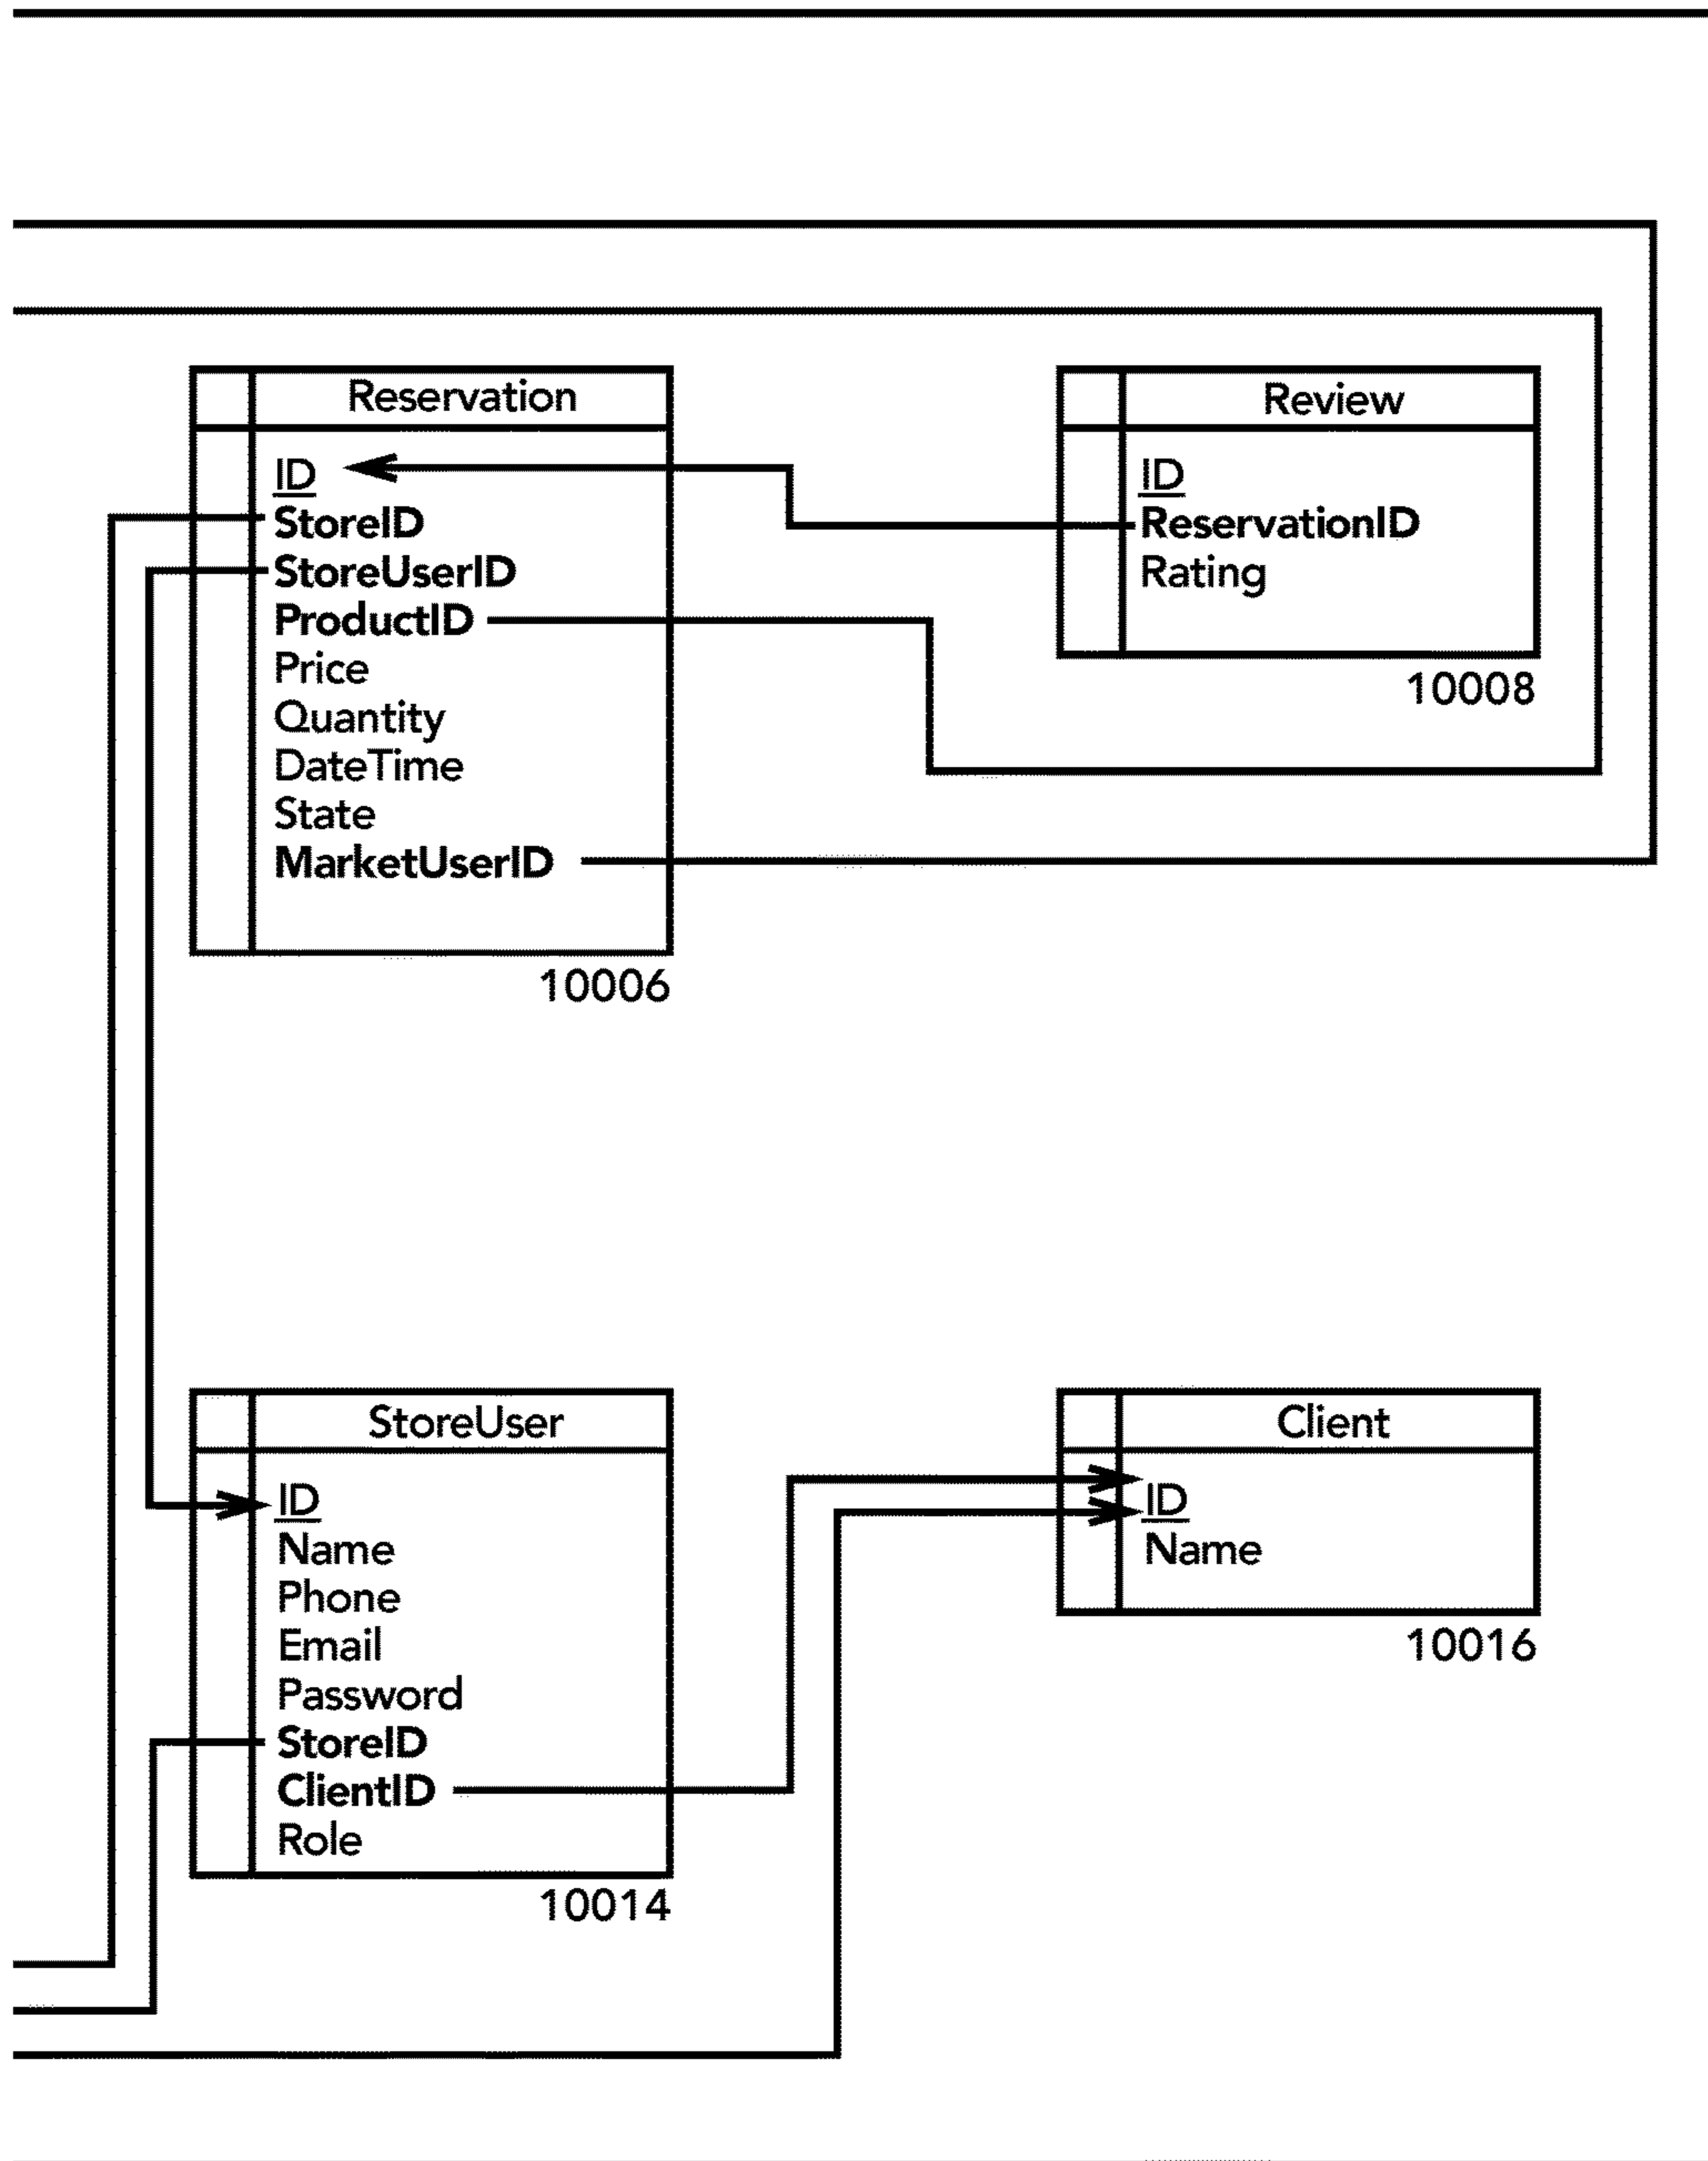 Reservation
ID
StoreID
StoreUserID
ProductID
Price
Quantity
DateTime
State
MarketUserID
10006
Review
ID
ReservationID
Rating
10008
StoreUser
ID
Name
Phone
Email
Password
StoreID
ClientID
Role
10014
Client
ID
Name
10016